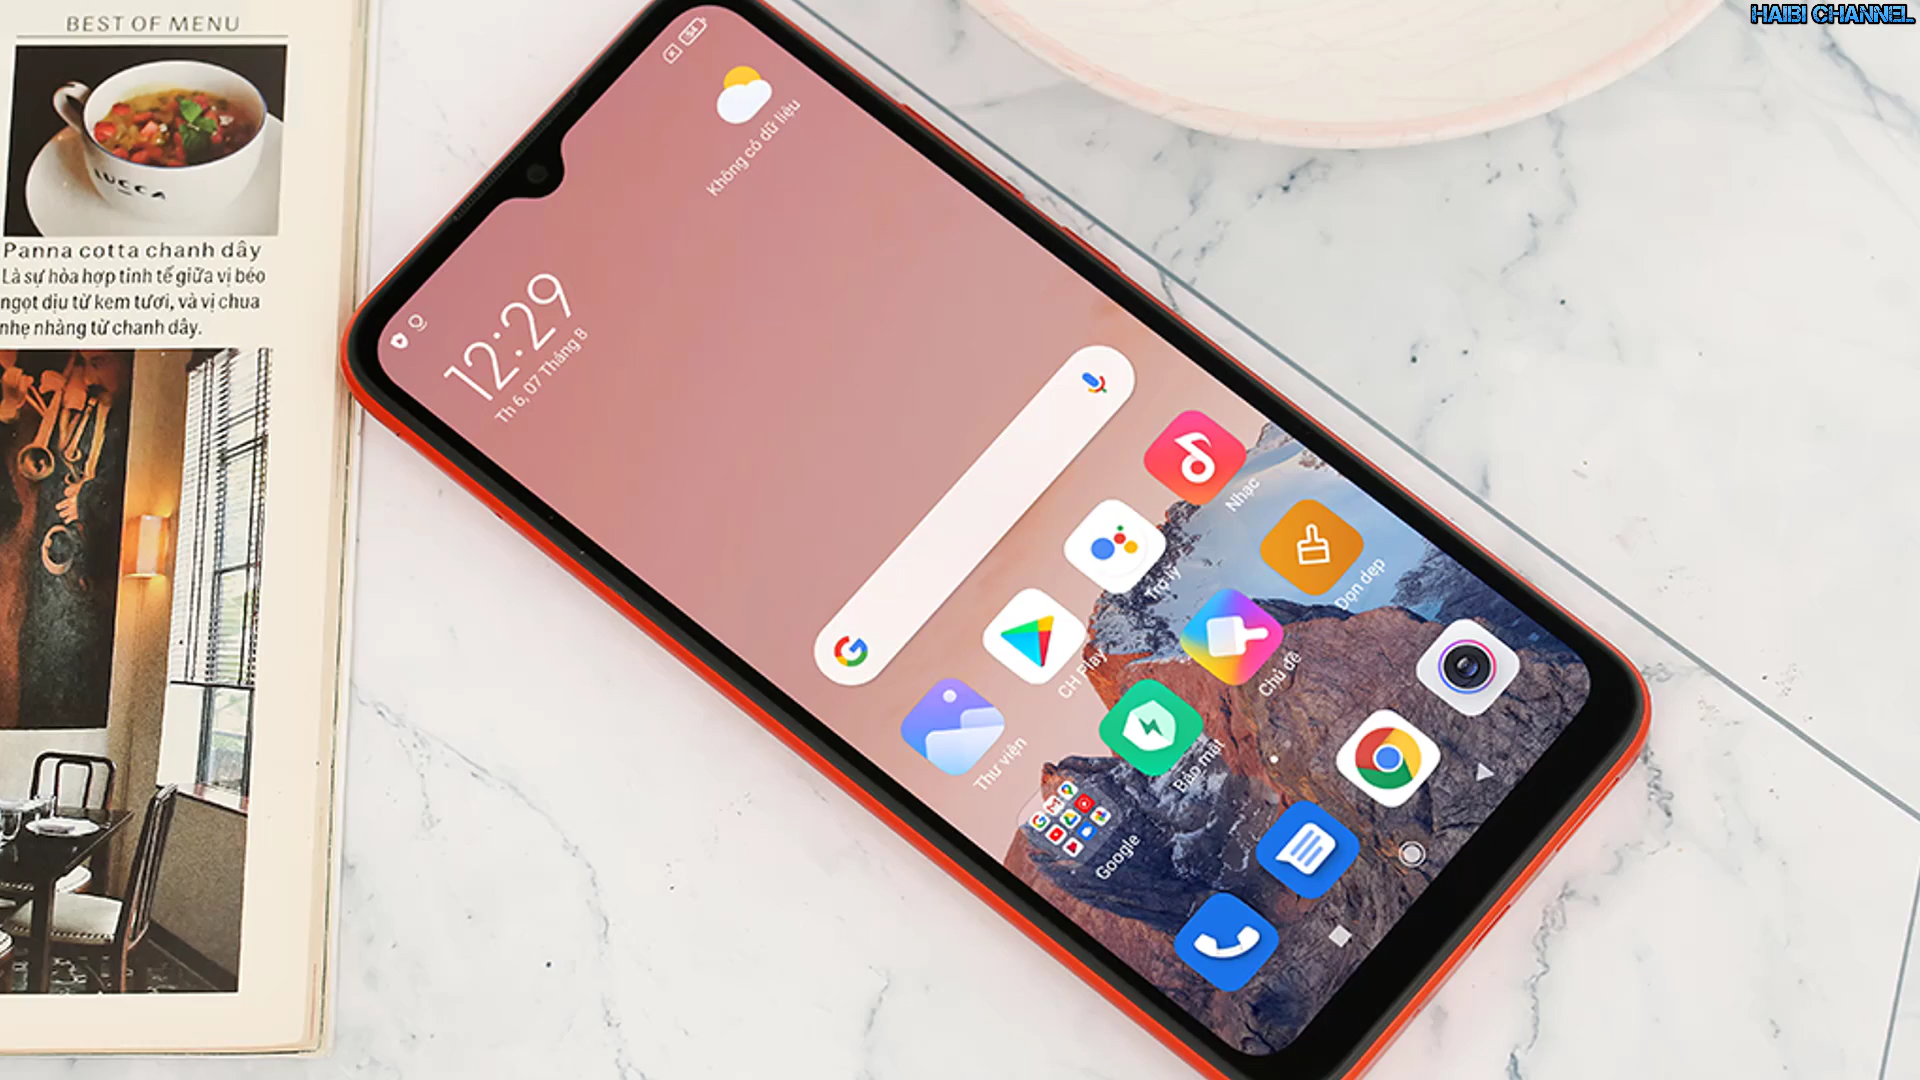 BEST OF MENU
LUCCA
Panna cotta chanh dây
Là sự hòa hợp tinh tế giữa vị béo
ngọt dịu từ kem tươi, và vị chua
nhẹ nhàng từ chanh dây.
54
Không có dữ liệu
12:29
Th 6, 07 Tháng 8
Nhạc
Trợ lý
Dọn dẹp
CH Play
Chủ đề
Thư viện
Bảo mật
Google
HAIBI CHANNEL